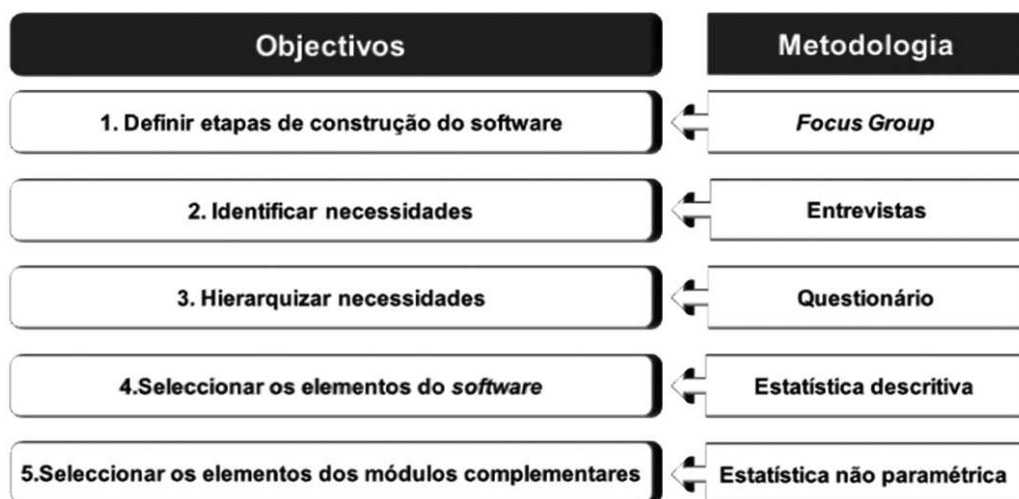 Objectivos
Metodologia
1. Definir etapas de construção do software
Focus Group
2. Identificar necessidades
Entrevistas
3. Hierarquizar necessidades
Questionário
4.Seleccionar os elementos do software
Estatística descritiva
5.Seleccionar os elementos dos módulos complementares
Estatística não paramétrica